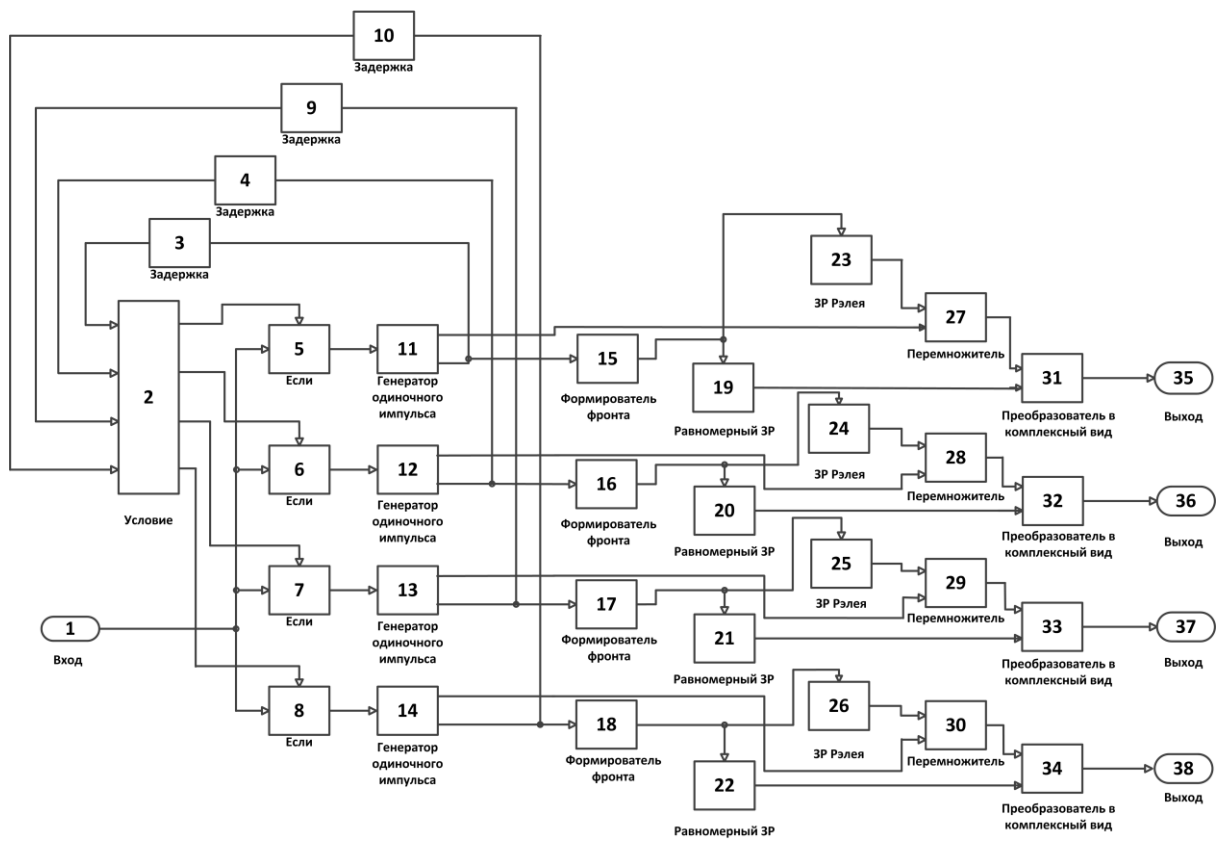 10
Задержка
9
Задержка
4
Задержка
3
Задержка
23
ЗР Рэлея
27
Перемножитель
2
Условие
5
Если
11
Генератор
одиночного
импульса
15
Формирователь
фронта
19
Равномерный ЗР
31
Преобразователь в
комплексный вид
35
Выход
24
ЗР Рэлея
28
Перемножитель
6
Если
12
Генератор
одиночного
импульса
16
Формирователь
фронта
20
Равномерный ЗР
32
Преобразователь в
комплексный вид
36
Выход
25
ЗР Рэлея
29
Перемножитель
7
Если
13
Генератор
одиночного
импульса
17
Формирователь
фронта
21
Равномерный ЗР
33
Преобразователь в
комплексный вид
37
Выход
1
Вход
26
ЗР Рэлея
30
Перемножитель
8
Если
14
Генератор
одиночного
импульса
18
Формирователь
фронта
22
Равномерный ЗР
34
Преобразователь в
комплексный вид
38
Выход